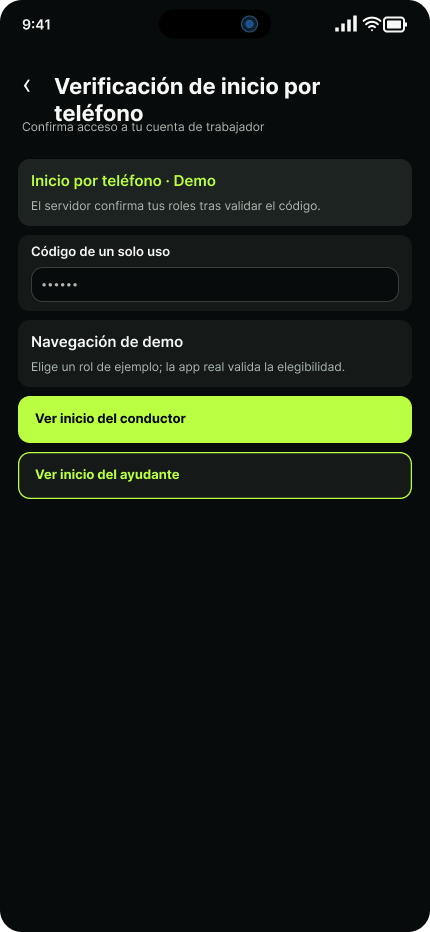 9:41
Verificación de inicio por
teléfono
Confirma acceso a tu cuenta de trabajador
Inicio por teléfono · Demo
El servidor confirma tus roles tras validar el código.
Código de un solo uso
••••••
Navegación de demo
Elige un rol de ejemplo; la app real valida la elegibilidad.
Ver inicio del conductor
Ver inicio del ayudante